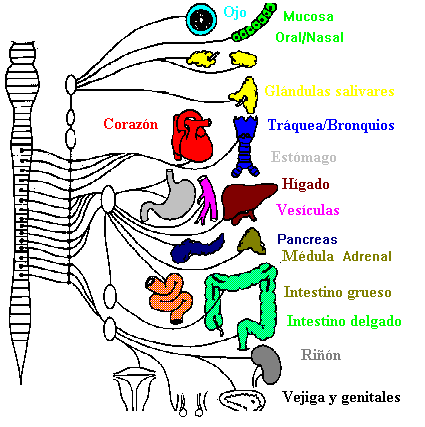 Ojo
Mucosa
Oral/Nasal
Glándulas salivares
Corazón
Tráquea/Bronquios
Estómago
Hígado
Vesículas
Pancreas
Médula Adrenal
Intestino grueso
Intestino delgado
Riñón
Vejiga y genitales